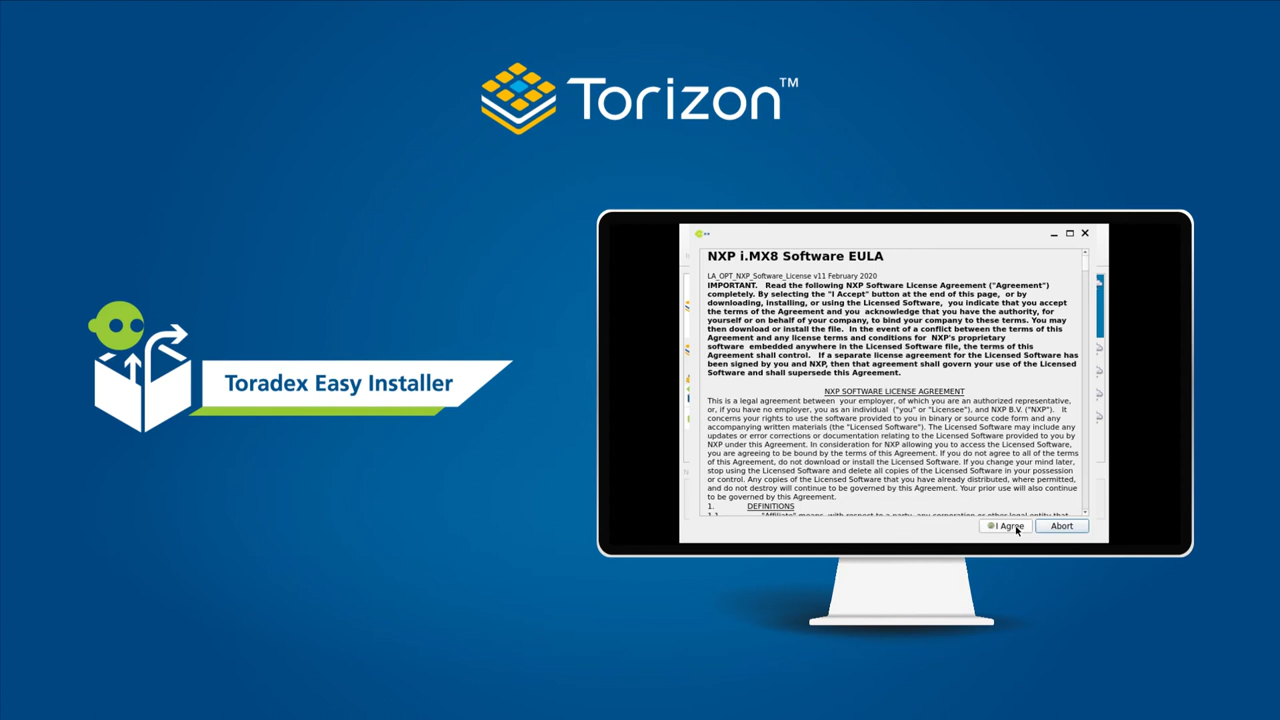 Torizon™
NXP i.MX8 Software EULA
LA_OPT_NXP_Software_License v11 February 2020
IMPORTANT. Read the following NXP Software License Agreement ("Agreement")
completely. By selecting the "I Accept" button at the end of this page, or by
downloading, installing, or using the Licensed Software, you indicate that you accept
the terms of the Agreement and you acknowledge that you have the authority, for
yourself or on behalf of your company, to bind your company to these terms. You may
then download or install the file. In the event of a conflict between the terms of this
Agreement and any license terms and conditions for NXP's proprietary
software embedded anywhere in the Licensed Software file, the terms of this
Agreement shall control. If a separate license agreement for the Licensed Software has
been signed by you and NXP, then that agreement shall govern your use of the Licensed
Software and shall supersede this Agreement.
NXP SOFTWARE LICENSE AGREEMENT
This is a legal agreement between your employer, of which you are an authorized representative,
or, if you have no employer, you as an individual ("you" or "Licensee"), and NXP B.V. ("NXP"). It
concerns your rights to use the software provided to you in binary or source code form and any
accompanying written materials (the "Licensed Software"). The Licensed Software may include any
updates or error corrections or documentation relating to the Licensed Software provided to you by
NXP under this Agreement. In consideration for NXP allowing you to access the Licensed Software,
you are agreeing to be bound by the terms of this Agreement. If you do not agree to all of the terms
of this Agreement, do not download or install the Licensed Software. If you change your mind later,
stop using the Licensed Software and delete all copies of the Licensed Software in your possession
or control. Any copies of the Licensed Software that you have already distributed, where permitted,
and do not destroy will continue to be governed by this Agreement. Your prior use will also continue
to be governed by this Agreement.
1. DEFINITIONS
"Affiliate" means, with respect to a party, any corporation or other legal entity that
I Agree
Abort
Toradex Easy Installer